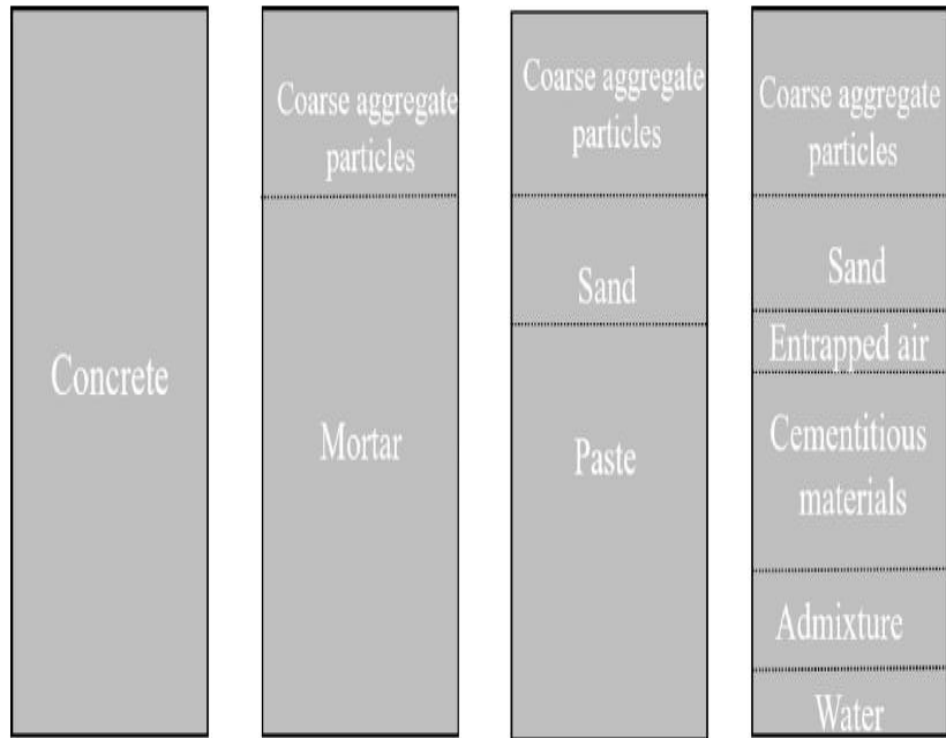 Concrete
Coarse aggregate
particles
Mortar
Coarse aggregate
particles
Sand
Paste
Coarse aggregate
particles
Sand
Entrapped air
Cementitious
materials
Admixture
Water